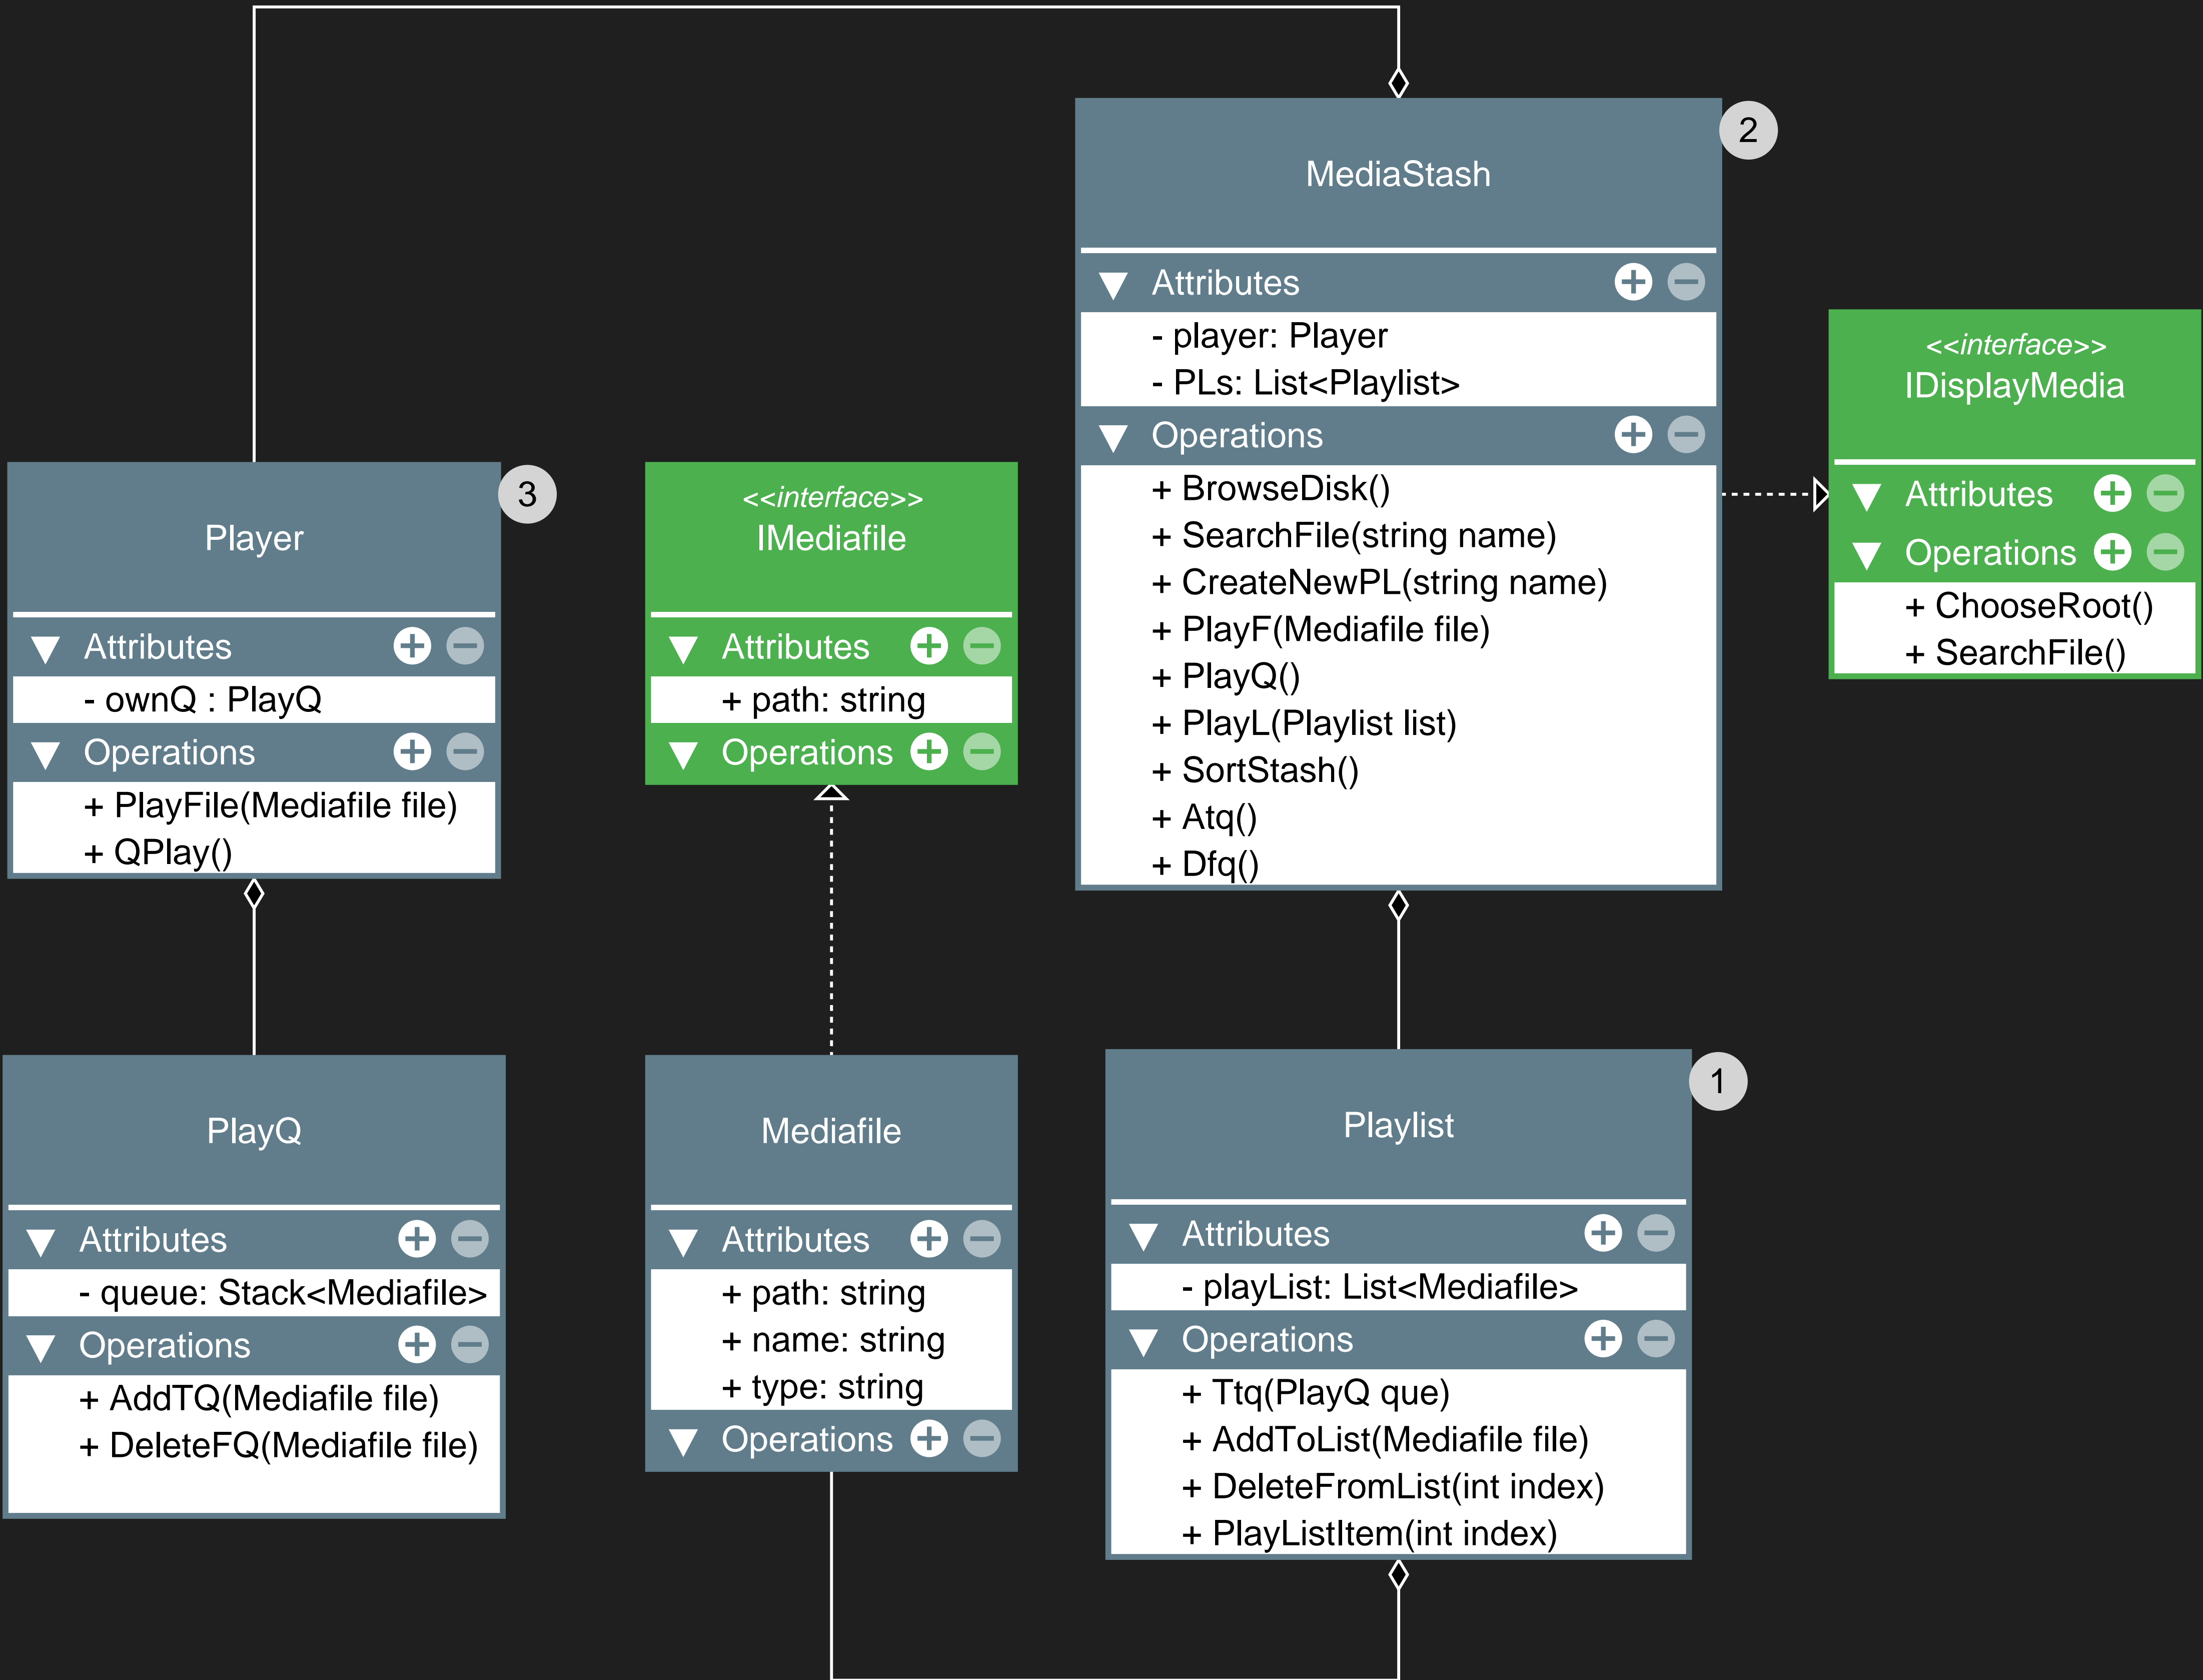 MediaStash
2
Attributes
- player: Player
- PLs: List<Playlist>
Operations
+ BrowseDisk()
+ SearchFile(string name)
+ CreateNewPL(string name)
+ PlayF(Mediafile file)
+ PlayQ()
+ PlayL(Playlist list)
+ SortStash()
+ Atq()
+ Dfq()
<<interface>>
IDisplayMedia
Attributes
Operations
+ ChooseRoot()
+ SearchFile()
Player
3
Attributes
- ownQ : PlayQ
Operations
+ PlayFile(Mediafile file)
+ QPlay()
<<interface>>
IMediafile
Attributes
+ path: string
Operations
PlayQ
Attributes
- queue: Stack<Mediafile>
Operations
+ AddTQ(Mediafile file)
+ DeleteFQ(Mediafile file)
Mediafile
Attributes
+ path: string
+ name: string
+ type: string
Operations
Playlist
1
Attributes
- playList: List<Mediafile>
Operations
+ Ttq(PlayQ que)
+ AddToList(Mediafile file)
+ DeleteFromList(int index)
+ PlayListItem(int index)